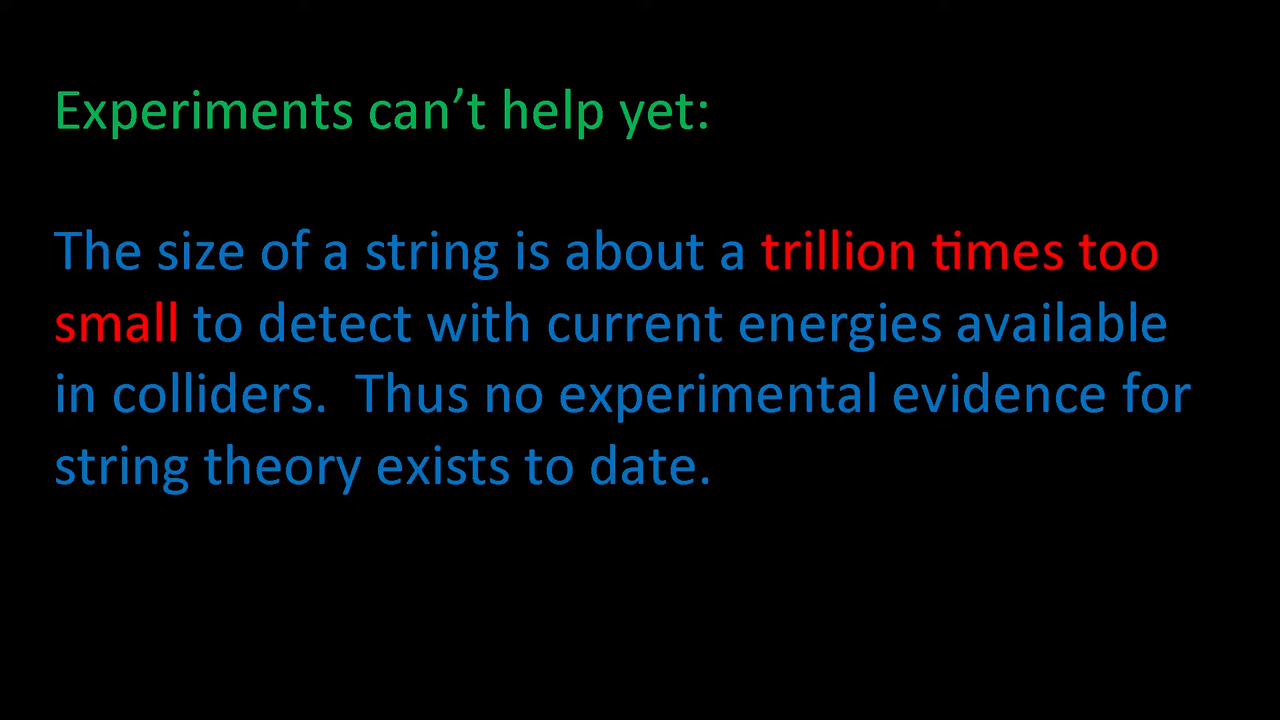 Experiments can’t help yet:
The size of a string is about a trillion times too
small to detect with current energies available
in colliders.  Thus no experimental evidence for
string theory exists to date.